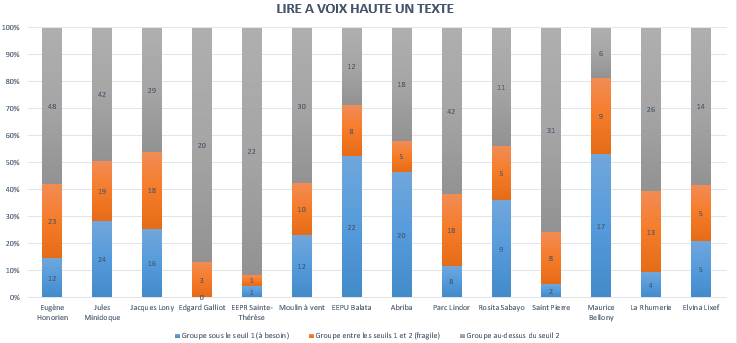 LIRE A VOIX HAUTE UN TEXTE
100%
90%
80%
70%
60%
50%
40%
30%
20%
10%
0%
48 42 29 20 22 30 12 18 42 11 31 6 26 14
23 19 18 3 1 10 8 5 18 5 8 9 13 5
12 24 16 0 1 12 22 20 8 9 2 17 4 5
Eugène Honorien
Jules Minidoque
Jacques Lony
Edgard Galliot
EEPR Sainte-Thérèse
Moulin à vent
EEPU Balata
Abriba
Parc Lindor
Rosita Sabayo
Saint Pierre
Maurice Bellony
La Rhumerie
Elvina Lixef
Groupe sous le seuil 1 (à besoin)
Groupe entre les seuils 1 et 2 (fragile)
Groupe au-dessus du seuil 2